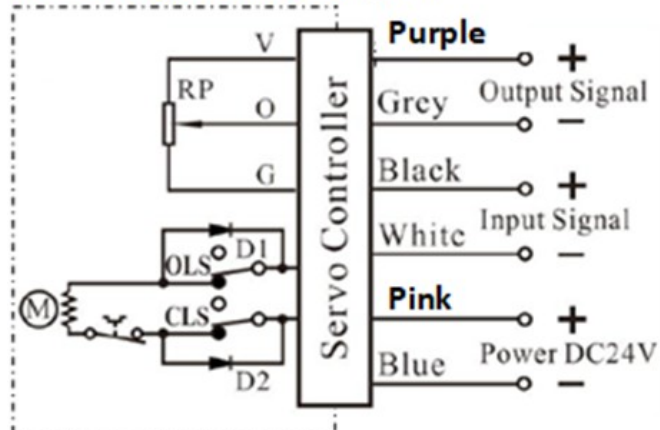 V
Purple
+
RP
Output Signal
O
Grey
−
G
Black
+
Input Signal
D1
White
OLS
−
Servo Controller
M
CLS
Pink
+
Power DC24V
Blue
−
D2